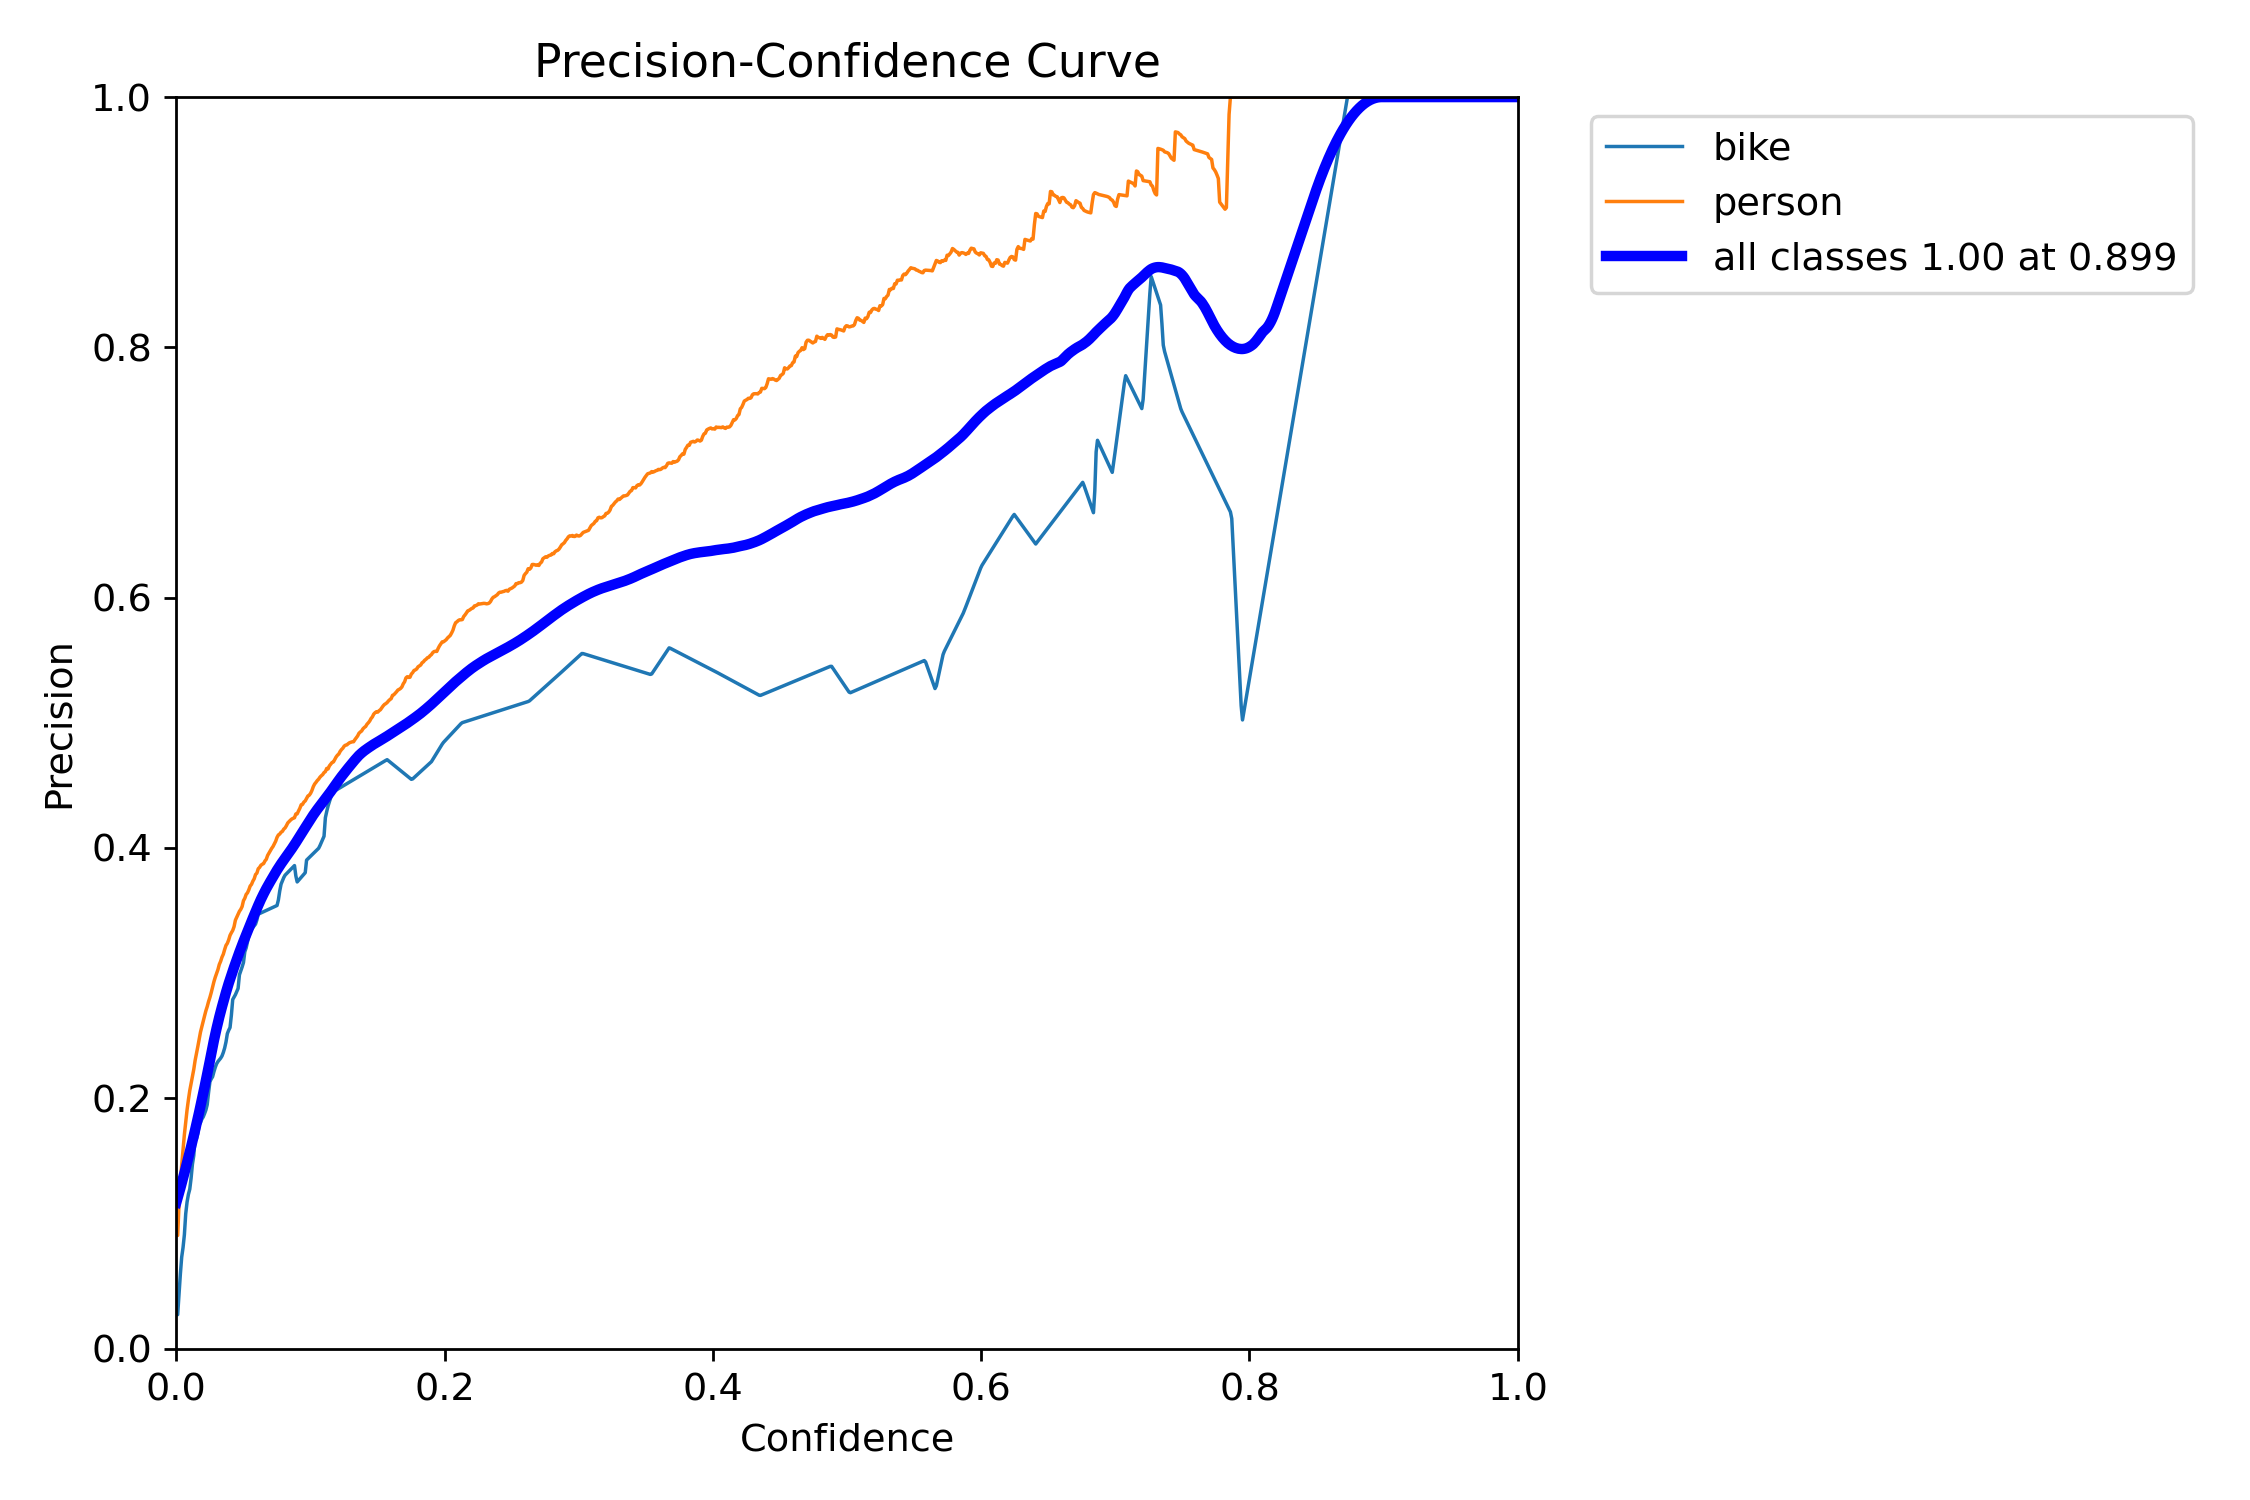 Precision-Confidence Curve
1.0
0.8
0.6
0.4
0.2
0.0
Precision
0.0 0.2 0.4 0.6 0.8 1.0
Confidence
bike
person
all classes 1.00 at 0.899